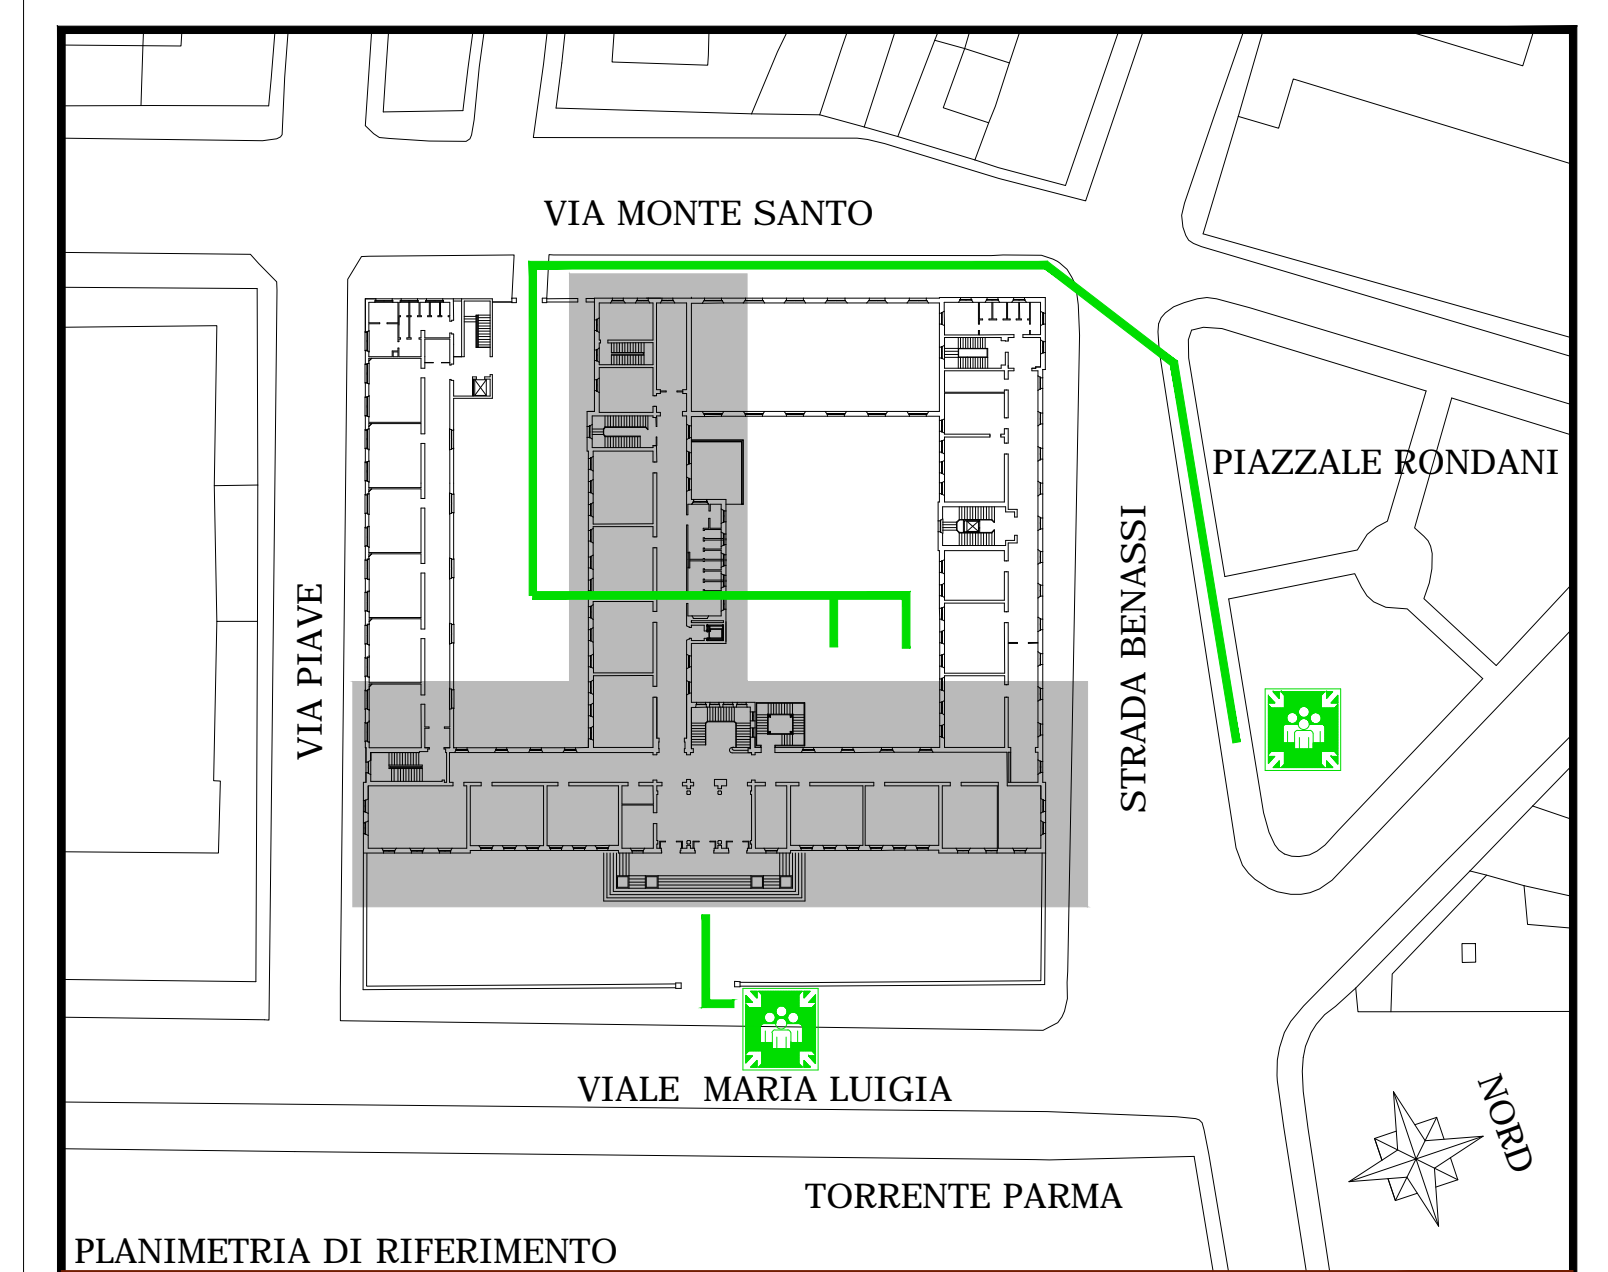 VIA MONTE SANTO
PIAZZALE RONDANI
STRADA BENASSI
VIA PIAVE
VIALE MARIA LUIGIA
NORD
TORRENTE PARMA
PLANIMETRIA DI RIFERIMENTO